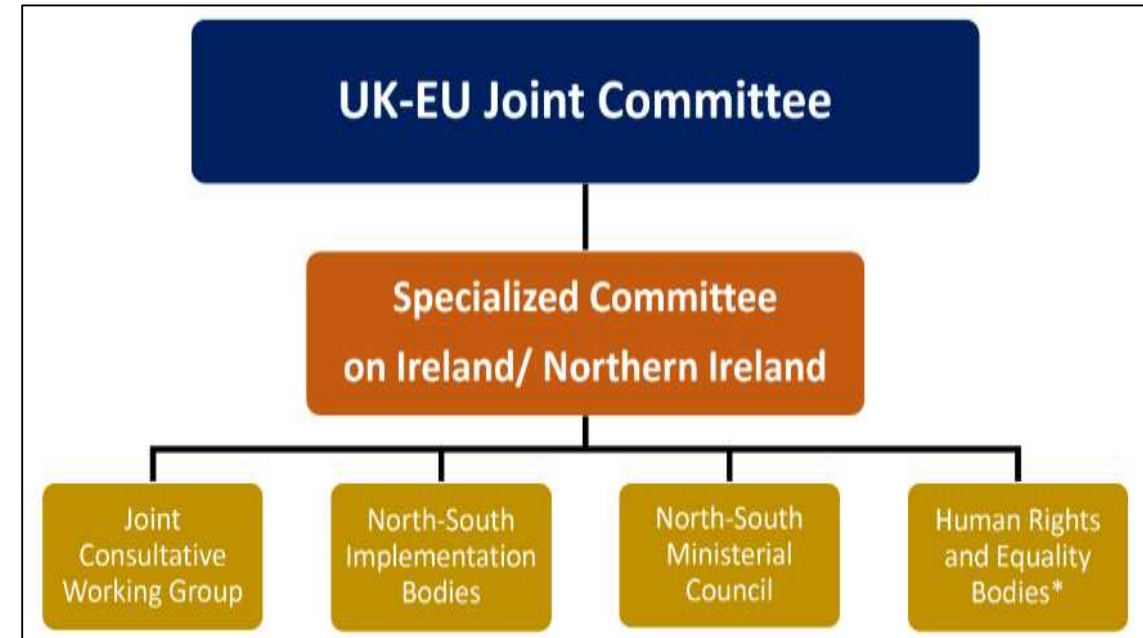 UK-EU Joint Committee
Specialized Committee
on Ireland/ Northern Ireland
Joint
Consultative
Working Group
North-South
Implementation
Bodies
North-South
Ministerial
Council
Human Rights
and Equality
Bodies*